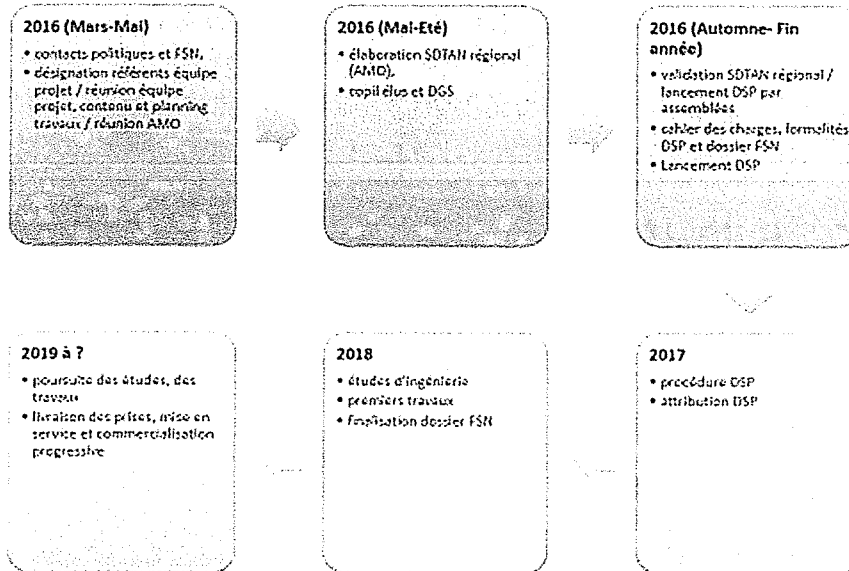 2016 (Mars-Mai)
• contacts politiques et FSN,
• désignation référents équipe
projet / réunion équipe
projet, contenu et planning
travaux / réunion AMO
2016 (Mai-Eté)
• élaboration SDTAN régional
(AMO),
• copil élus et DGS
2016 (Automne- Fin
année)
• validation SDTAN régional /
lancement DSP par
assemblées
• cahier des charges, formalités
DSP et dossier FSN
• Lancement DSP
2017
• procédure DSP
• attribution DSP
2018
• études d'ingénierie
• premiers travaux
• finalisation dossier FSN
2019 à ?
• poursuite des études, des
travaux
• livraison des prises, mise en
service et commercialisation
progressive